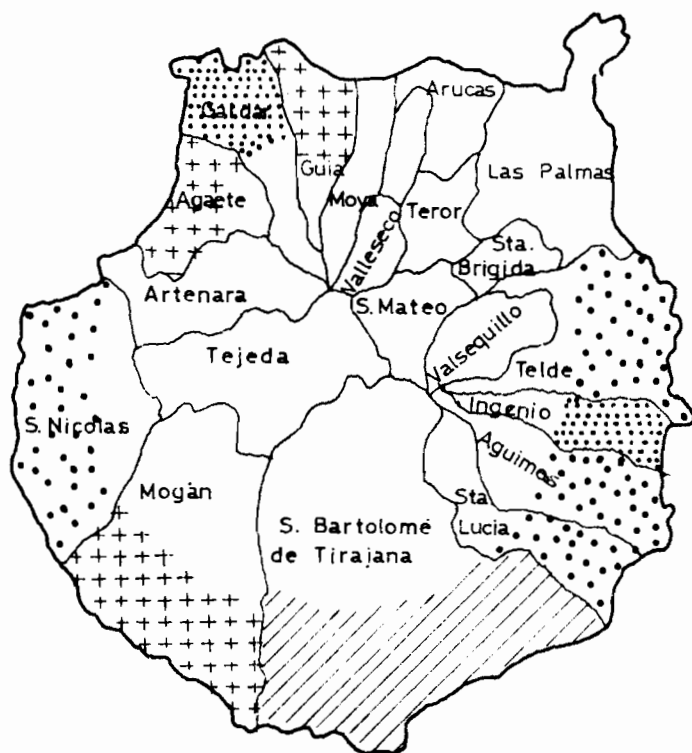 Arucas
Galdar
Las Palmas
Guia
Agaete
Moya
Teror
Valleseco
Sta.
Brigida
Artenara
S. Mateo
Valsequillo
Tejeda
Telde
Ingenio
S. Nicolas
Aguimes
Mogán
Sta.
Lucia
S. Bartolomé
de Tirajana